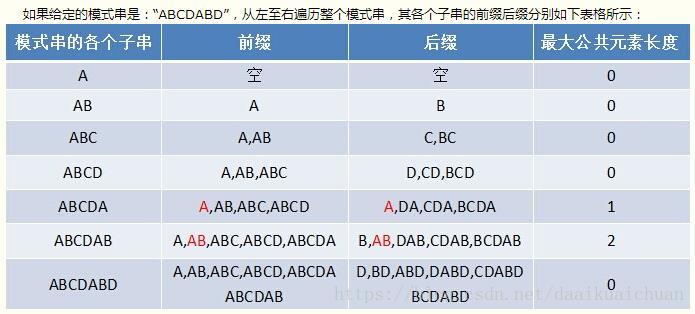 如果给定的模式串是：“ABCDABD”，从左至右遍历整个模式串，其各个子串的前缀后缀分别如下表格所示：
模式串的各个子串 前缀 后缀 最大公共元素长度
A 空 空 0
AB A B 0
ABC A,AB C,BC 0
ABCD A,AB,ABC D,CD,BCD 0
ABCDA A,AB,ABC,ABCD A,DA,CDA,BCDA 1
ABCDAB A,AB,ABC,ABCD,ABCDA B,AB,DAB,CDAB,BCDAB 2
ABCDABD A,AB,ABC,ABCD,ABCDA ABCDAB D,BD,ABD,DABD,CDABD BCDABD 0
https://blog.csdn.net/daaikuaichuan